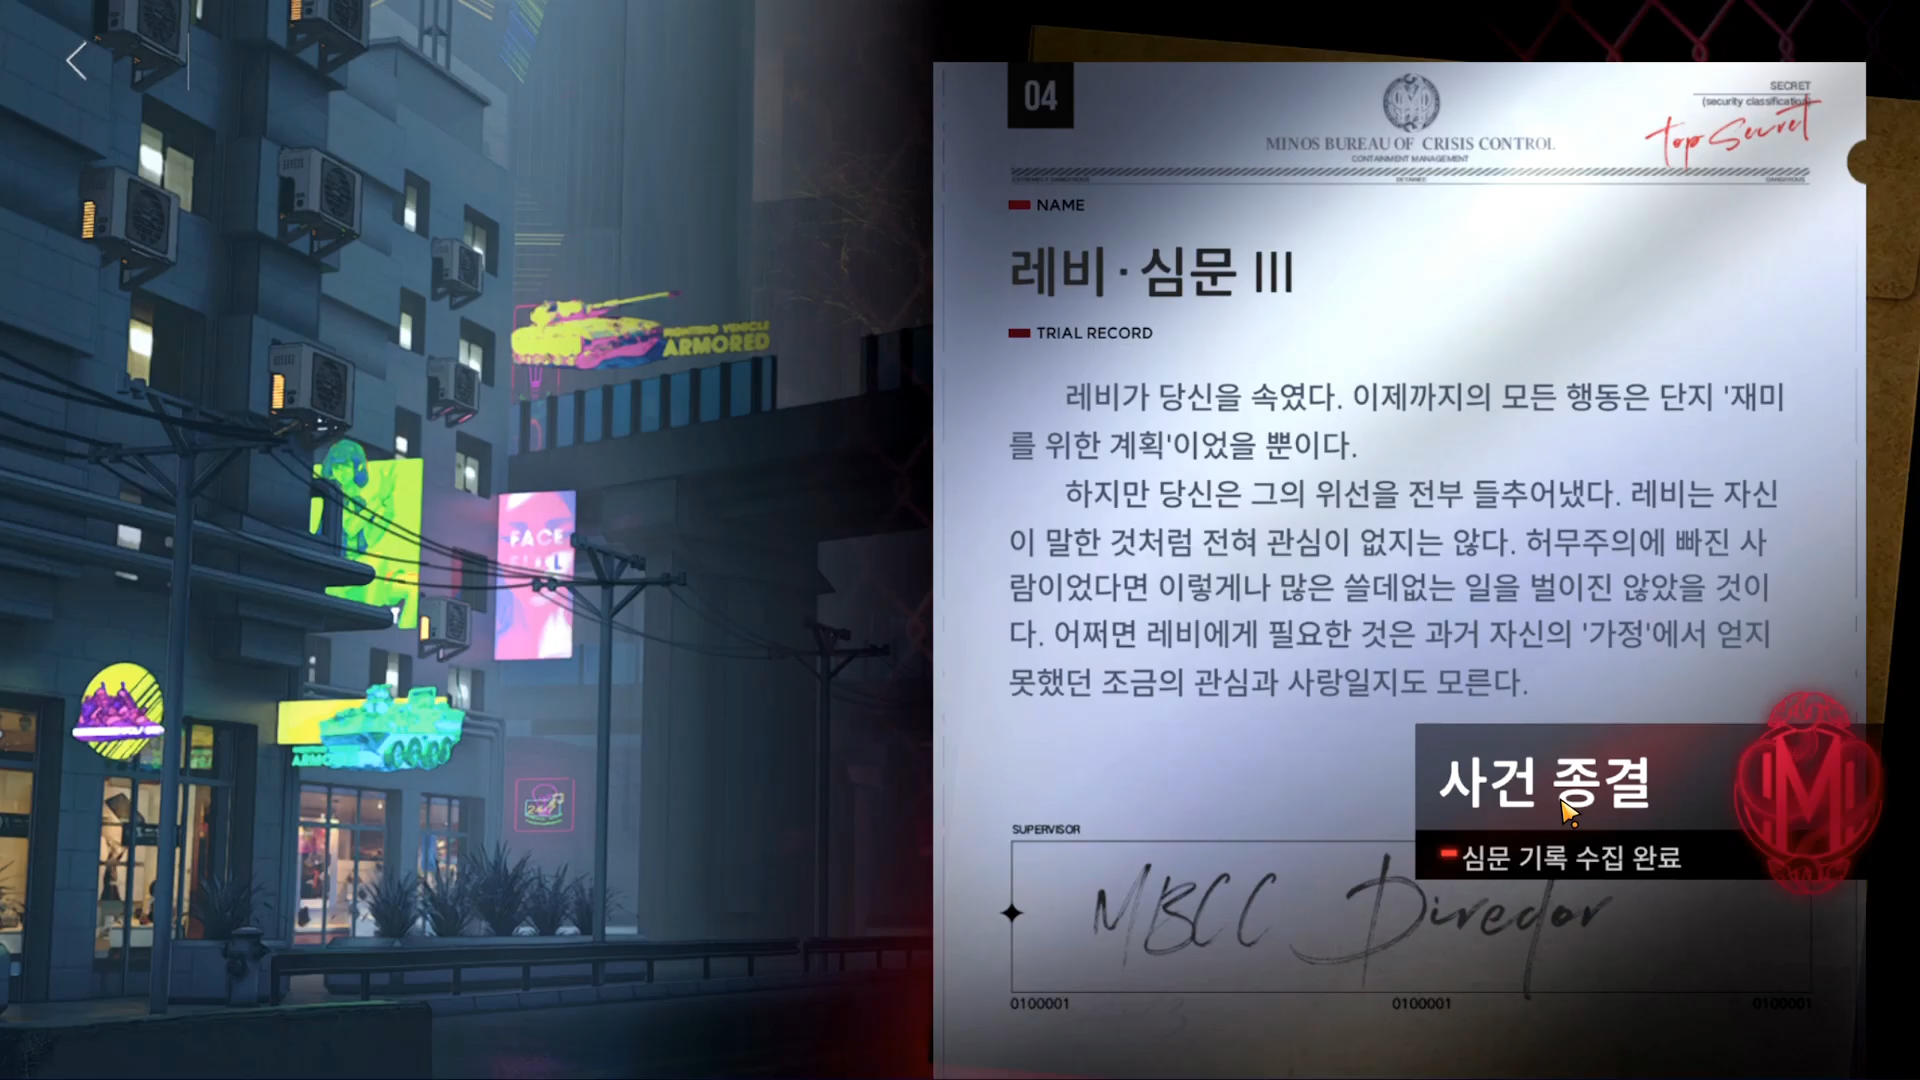 04
MINOS BUREAU OF CRISIS CONTROL
CONTAINMENT MANAGEMENT
SECRET
(security classification)
Top Secret
EXTREMELY DANGEROUS
DETAINEE
DANGEROUS
NAME
레비·심문 III
TRIAL RECORD
레비가 당신을 속였다. 이제까지의 모든 행동은 단지 '재미
를 위한 계획'이었을 뿐이다.
하지만 당신은 그의 위선을 전부 들추어냈다. 레비는 자신
이 말한 것처럼 전혀 관심이 없지는 않다. 허무주의에 빠진 사
람이었다면 이렇게나 많은 쓸데없는 일을 벌이진 않았을 것이
다. 어쩌면 레비에게 필요한 것은 과거 자신의 '가정'에서 얻지
못했던 조금의 관심과 사랑일지도 모른다.
사건 종결
심문 기록 수집 완료
SUPERVISOR
MBCC Director
0100001
0100001
0100001
FIGHTING VEHICLE
ARMORED
FACE
24/7